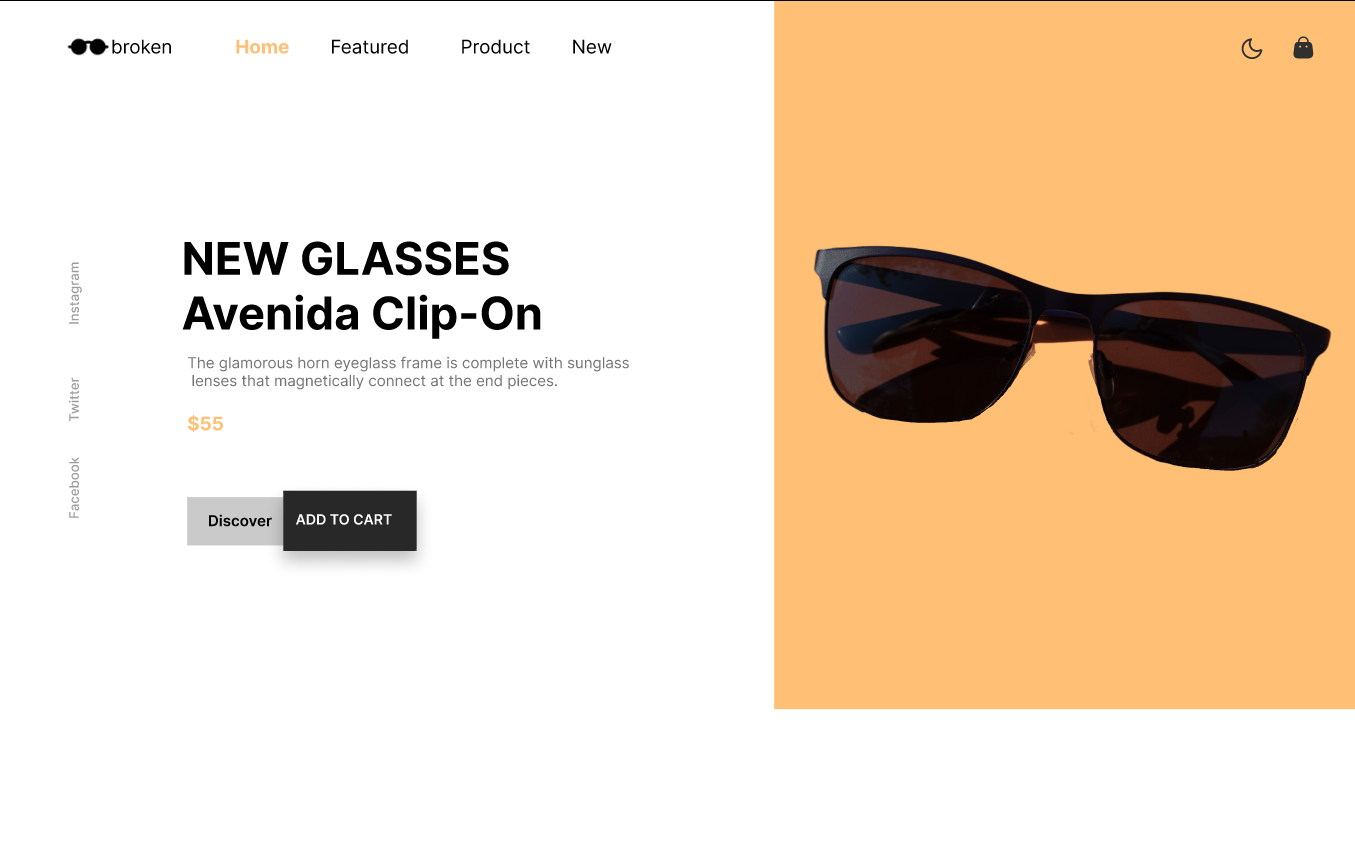 broken
Home
Featured
Product
New
NEW GLASSES
Avenida Clip-On
The glamorous horn eyeglass frame is complete with sunglass
lenses that magnetically connect at the end pieces.
$55
Discover
ADD TO CART
Instagram
Twitter
Facebook